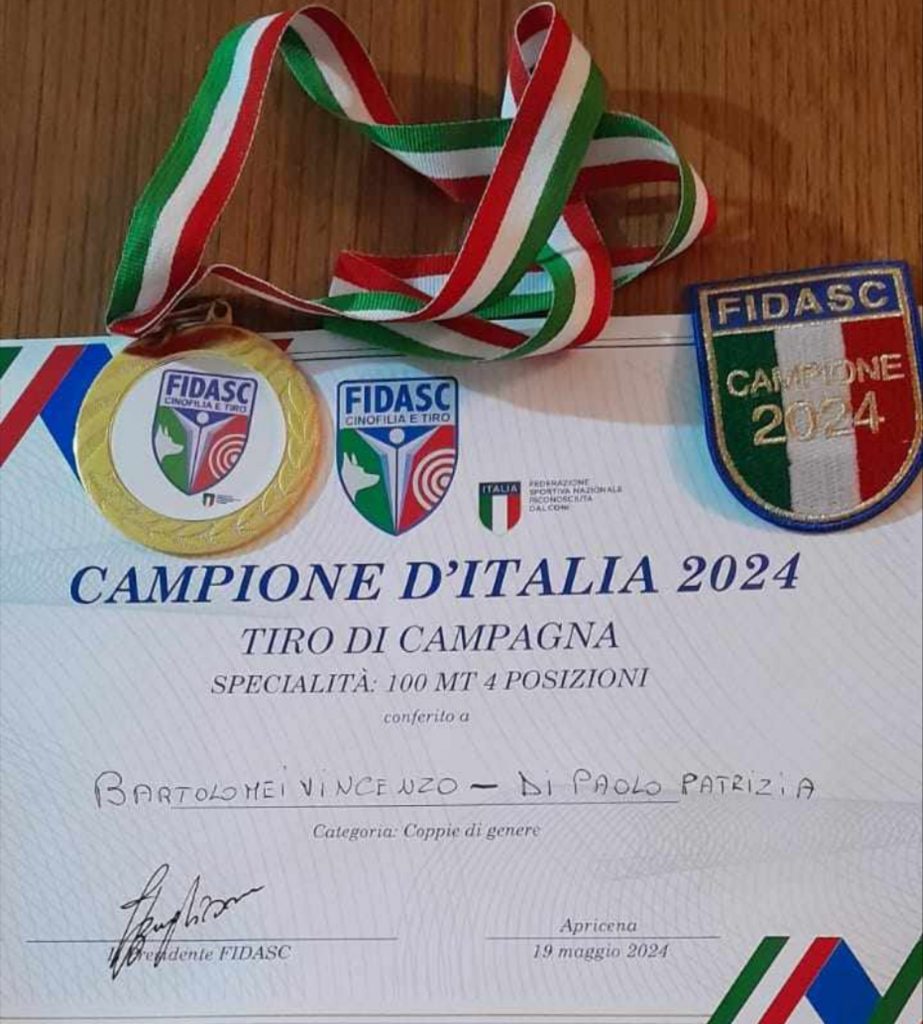 FIDASC
CAMPIONE
2024
FIDASC
CINOFILIA E TIRO
FIDASC
CINOFILIA E TIRO
ITALIA
FEDERAZIONE
SPORTIVA NAZIONALE
RICONOSCIUTA
DAL CONI
CAMPIONE D'ITALIA 2024
TIRO DI CAMPAGNA
SPECIALITÀ: 100 MT 4 POSIZIONI
conferito a
BARTOLOMEI VINCENZO – DI PAOLO PATRIZIA
Categoria: Coppie di genere
Apricena
Il Presidente FIDASC
19 maggio 2024